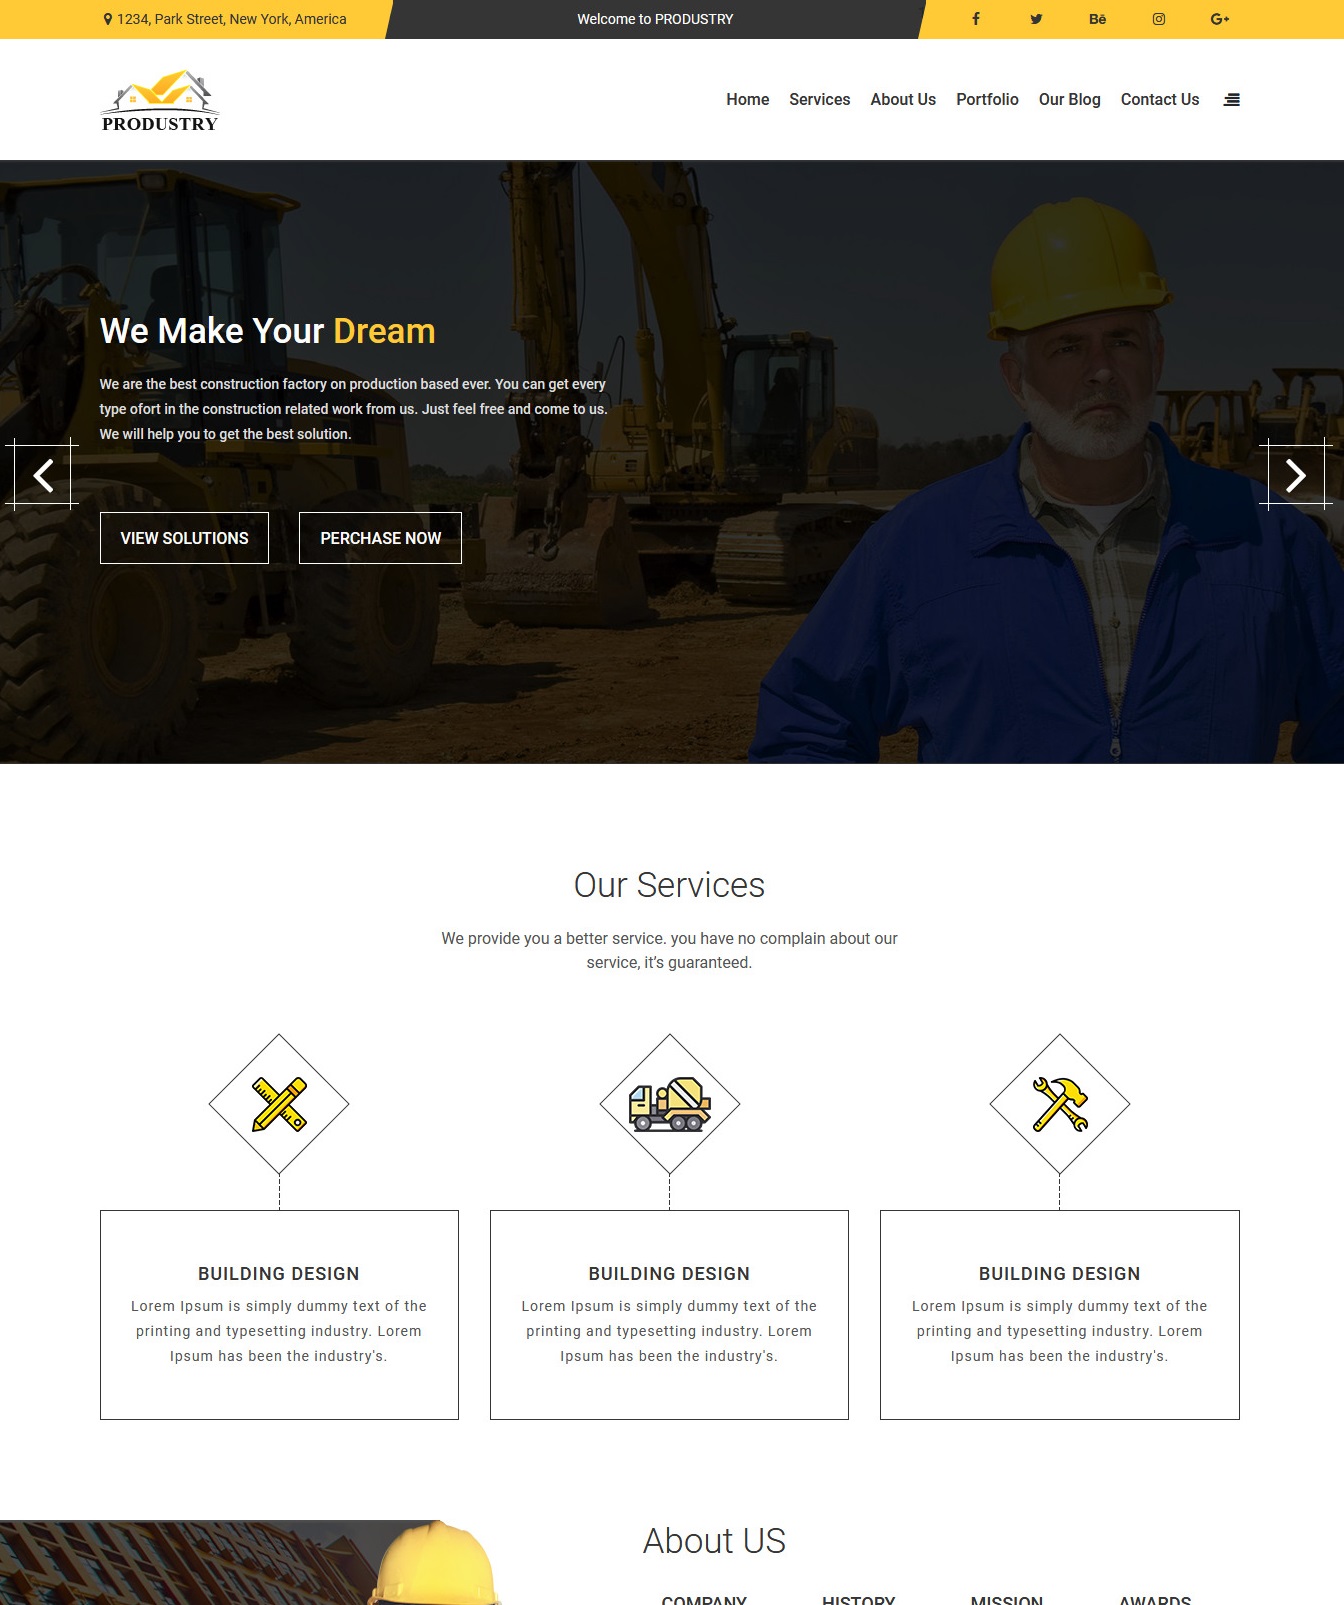 1234, Park Street, New York, America
Welcome to PRODUSTRY
Bē
G+
PRODUSTRY
Home Services About Us Portfolio Our Blog Contact Us
We Make Your Dream
We are the best construction factory on production based ever. You can get every
type ofort in the construction related work from us. Just feel free and come to us.
We will help you to get the best solution.
VIEW SOLUTIONS
PERCHASE NOW
Our Services
We provide you a better service. you have no complain about our
service, it’s guaranteed.
BUILDING DESIGN
Lorem Ipsum is simply dummy text of the
printing and typesetting industry. Lorem
Ipsum has been the industry's.
BUILDING DESIGN
Lorem Ipsum is simply dummy text of the
printing and typesetting industry. Lorem
Ipsum has been the industry's.
BUILDING DESIGN
Lorem Ipsum is simply dummy text of the
printing and typesetting industry. Lorem
Ipsum has been the industry's.
About US
COMPANY HISTORY MISSION AWARDS